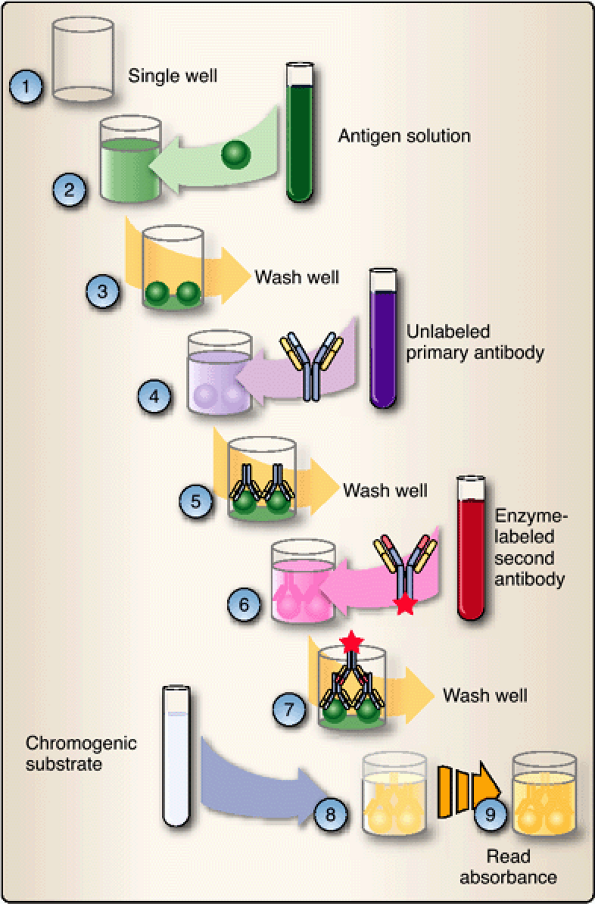 1
Single well
Antigen solution
2
3
Wash well
Unlabeled
primary antibody
4
5
Wash well
Enzyme-
labeled
second
antibody
6
7
Wash well
Chromogenic
substrate
8
9
Read
absorbance